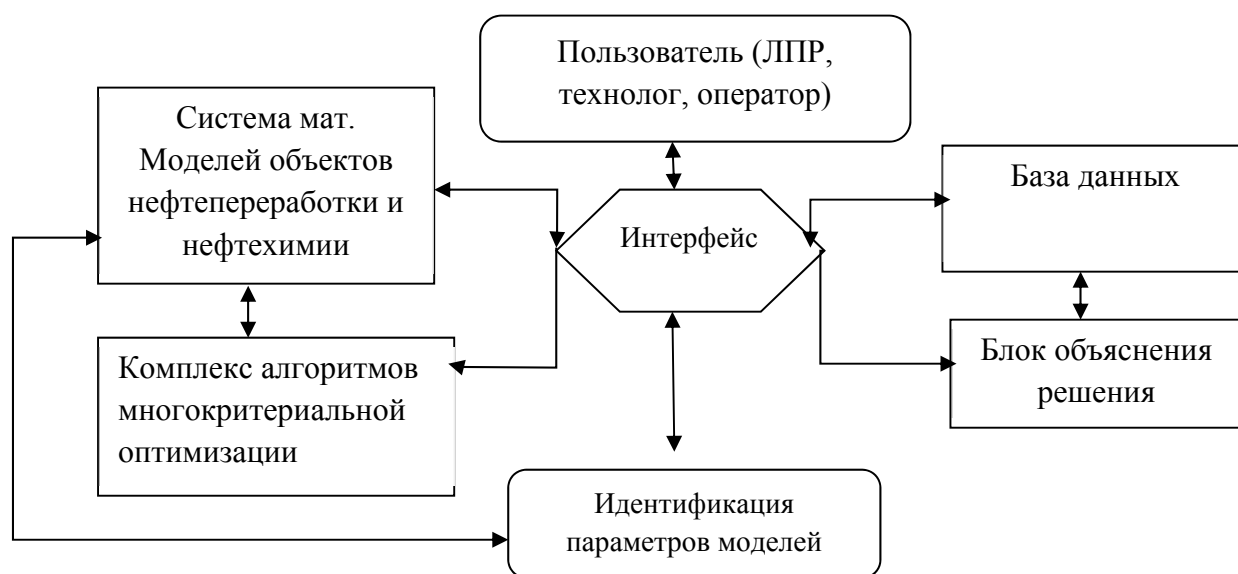 Пользователь (ЛПР,
технолог, оператор)
Система мат.
Моделей объектов
нефтепереработки и
нефтехимии
База данных
Интерфейс
Комплекс алгоритмов
многокритериальной
оптимизации
Блок объяснения
решения
Идентификация
параметров моделей